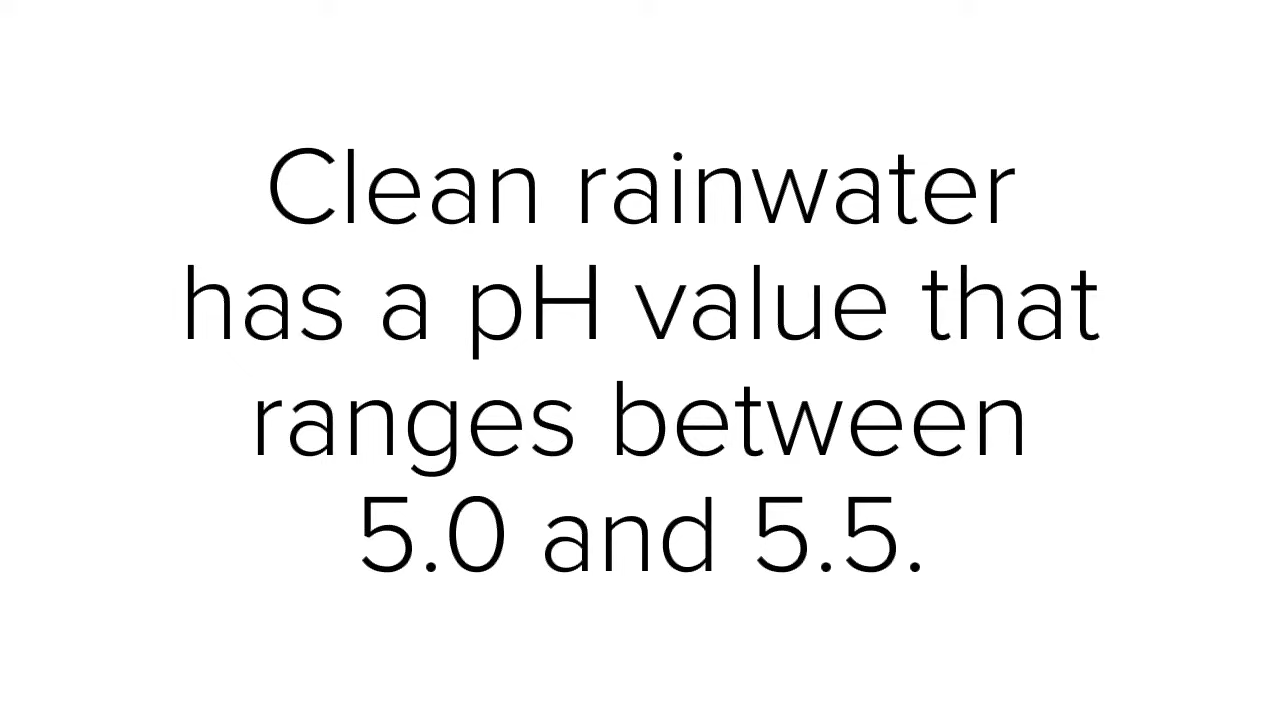 Clean rainwater
has a pH value that
ranges between
5.0 and 5.5.